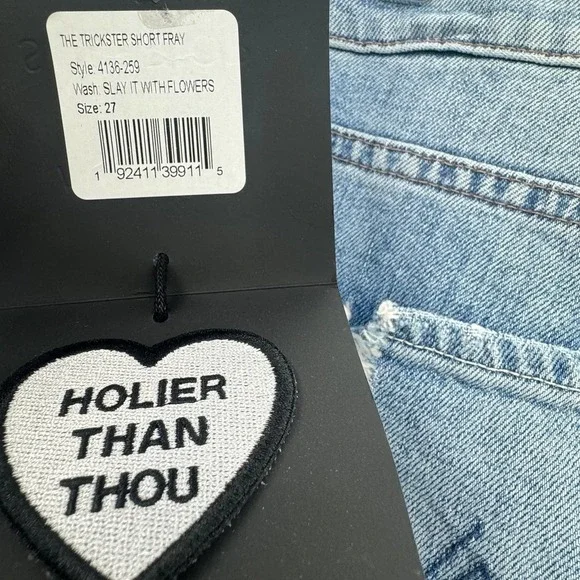 THE TRICKSTER SHORT FRAY
Style: 4136-259
Wash: SLAY IT WITH FLOWERS
Size: 27
1 92411 39911 5
HOLIER
THAN
THOU